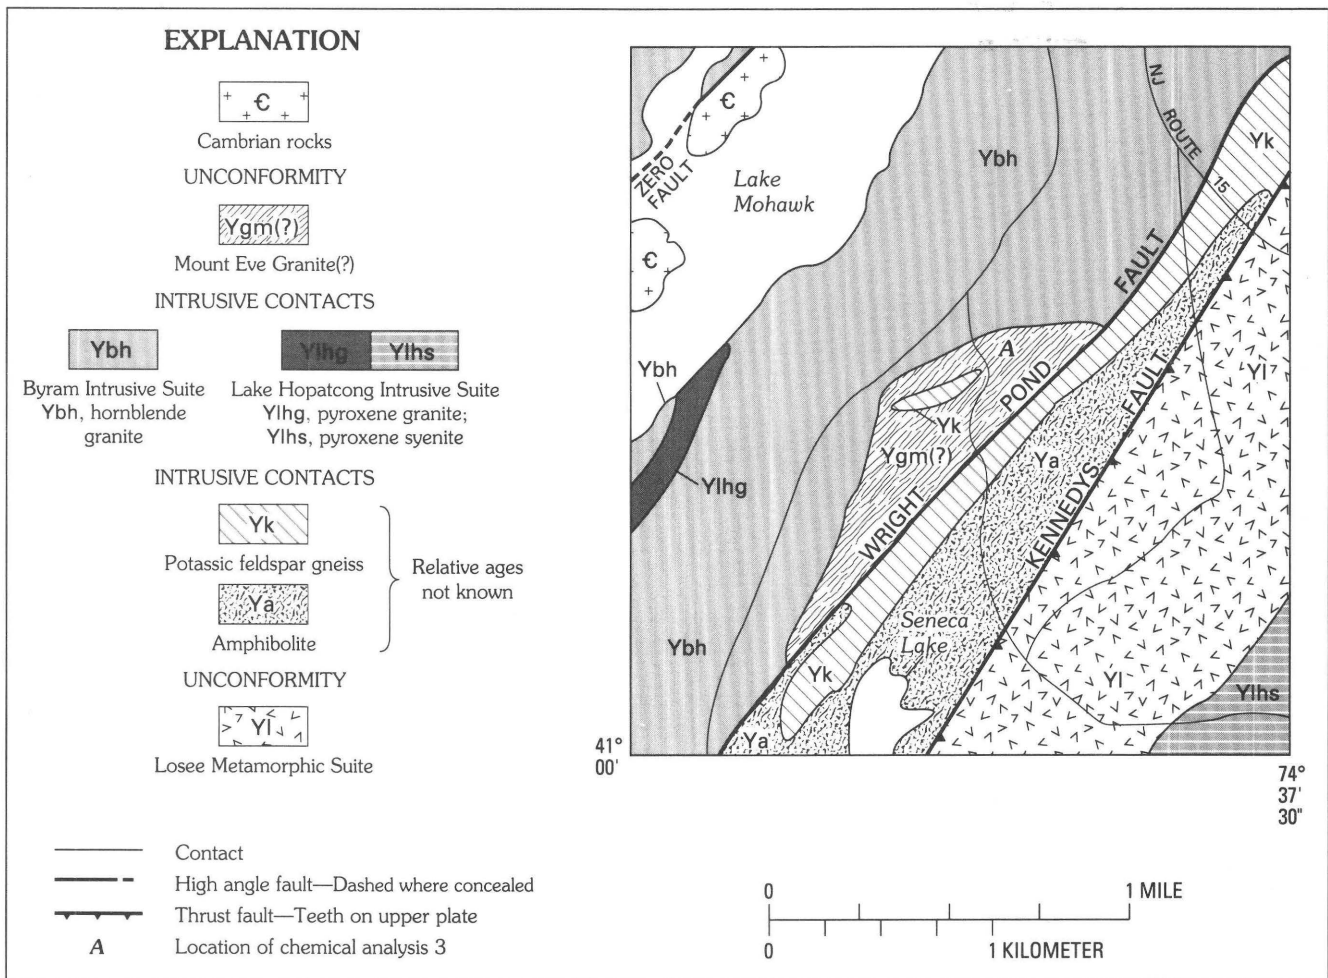 EXPLANATION
Є
Cambrian rocks
UNCONFORMITY
Ygm(?)
Mount Eve Granite(?)
INTRUSIVE CONTACTS
Ybh
Byram Intrusive Suite
Ybh, hornblende
granite
Ylhg Ylhs
Lake Hopatcong Intrusive Suite
Ylhg, pyroxene granite;
Ylhs, pyroxene syenite
INTRUSIVE CONTACTS
Yk
Potassic feldspar gneiss
Ya
Amphibolite
Relative ages
not known
UNCONFORMITY
Yl
Losee Metamorphic Suite
Contact
High angle fault—Dashed where concealed
Thrust fault—Teeth on upper plate
A Location of chemical analysis 3
Є
ZERO
FAULT
Lake
Mohawk
Є
Ybh
NJ
ROUTE
15
Yk
Ybh
Ylhg
A
Yk
Ygm(?)
WRIGHT
POND
FAULT
Ya
KENNEDYS
FAULT
Yl
Seneca
Lake
Ybh
Yk
Ya
Yl
Ylhs
41°
00'
74°
37'
30"
0 1 MILE
0 1 KILOMETER